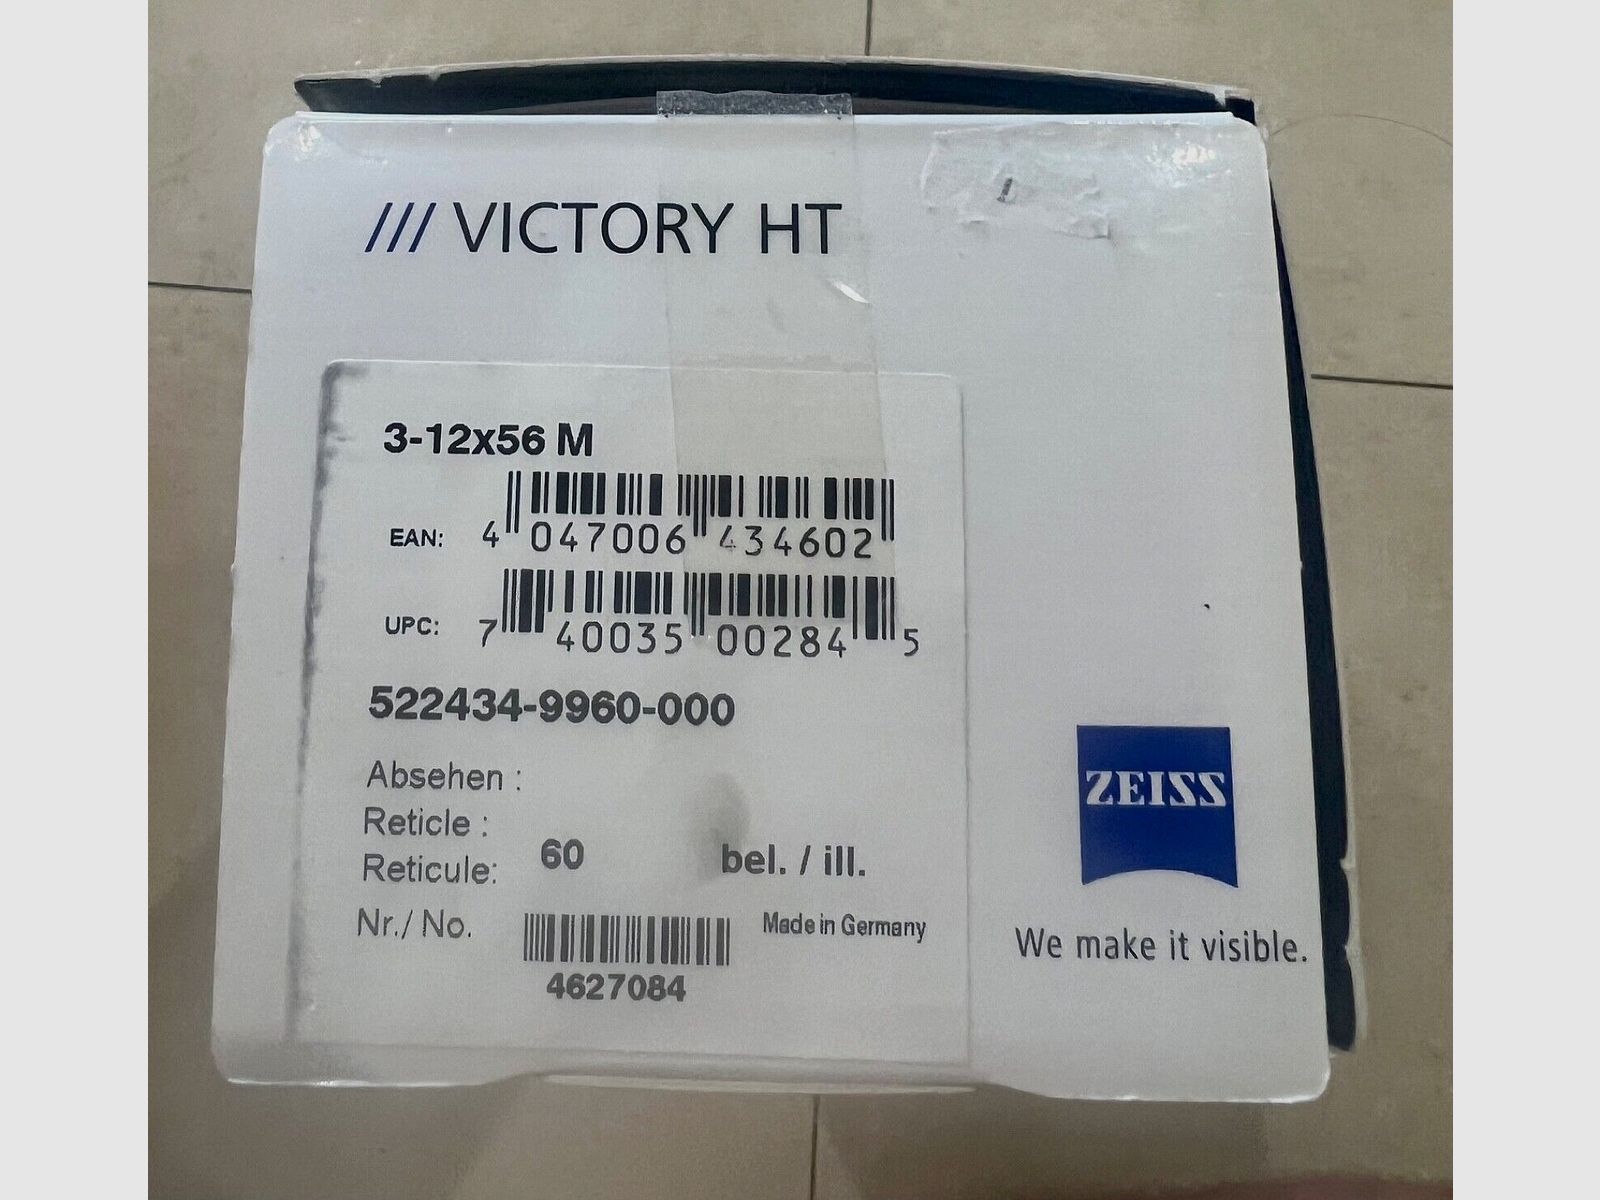 /// VICTORY HT
3-12x56 M
EAN: 4 047006 434602
UPC: 7 40035 00284 5
522434-9960-000
Absehen :
Reticle :
Reticule: 60 bel. / ill.
Nr./ No. Made in Germany
4627084
ZEISS
We make it visible.